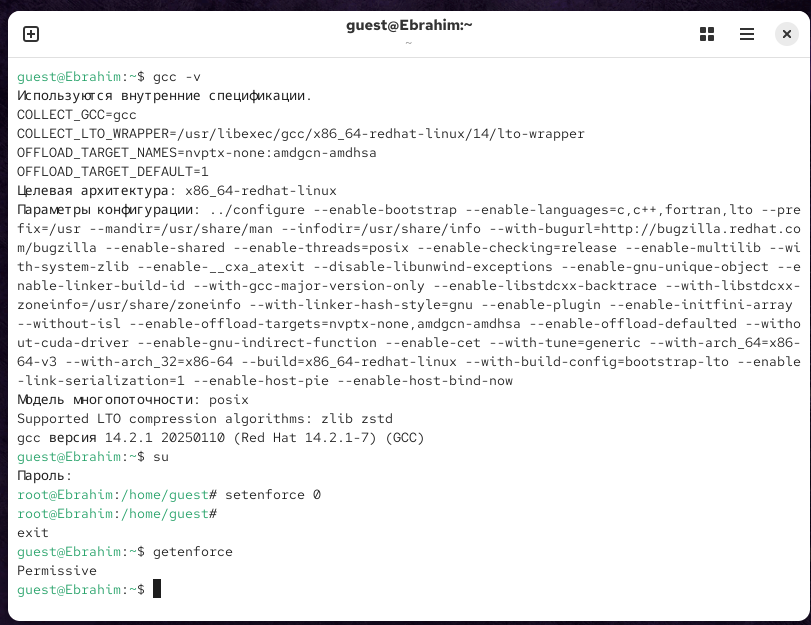 guest@Ebrahim:~
~
guest@Ebrahim:~$ gcc -v
Используются внутренние спецификации.
COLLECT_GCC=gcc
COLLECT_LTO_WRAPPER=/usr/libexec/gcc/x86_64-redhat-linux/14/lto-wrapper
OFFLOAD_TARGET_NAMES=nvptx-none:amdgcn-amdhsa
OFFLOAD_TARGET_DEFAULT=1
Целевая архитектура: x86_64-redhat-linux
Параметры конфигурации: ../configure --enable-bootstrap --enable-languages=c,c++,fortran,lto --pre
fix=/usr --mandir=/usr/share/man --infodir=/usr/share/info --with-bugurl=http://bugzilla.redhat.co
m/bugzilla --enable-shared --enable-threads=posix --enable-checking=release --enable-multilib --wi
th-system-zlib --enable-__cxa_atexit --disable-libunwind-exceptions --enable-gnu-unique-object --e
nable-linker-build-id --with-gcc-major-version-only --enable-libstdcxx-backtrace --with-libstdcxx-
zoneinfo=/usr/share/zoneinfo --with-linker-hash-style=gnu --enable-plugin --enable-initfini-array
--without-isl --enable-offload-targets=nvptx-none,amdgcn-amdhsa --enable-offload-defaulted --witho
ut-cuda-driver --enable-gnu-indirect-function --enable-cet --with-tune=generic --with-arch_64=x86-
64-v3 --with-arch_32=x86-64 --build=x86_64-redhat-linux --with-build-config=bootstrap-lto --enable
-link-serialization=1 --enable-host-pie --enable-host-bind-now
Модель многопоточности: posix
Supported LTO compression algorithms: zlib zstd
gcc версия 14.2.1 20250110 (Red Hat 14.2.1-7) (GCC)
guest@Ebrahim:~$ su
Пароль:
root@Ebrahim:/home/guest# setenforce 0
root@Ebrahim:/home/guest#
exit
guest@Ebrahim:~$ getenforce
Permissive
guest@Ebrahim:~$